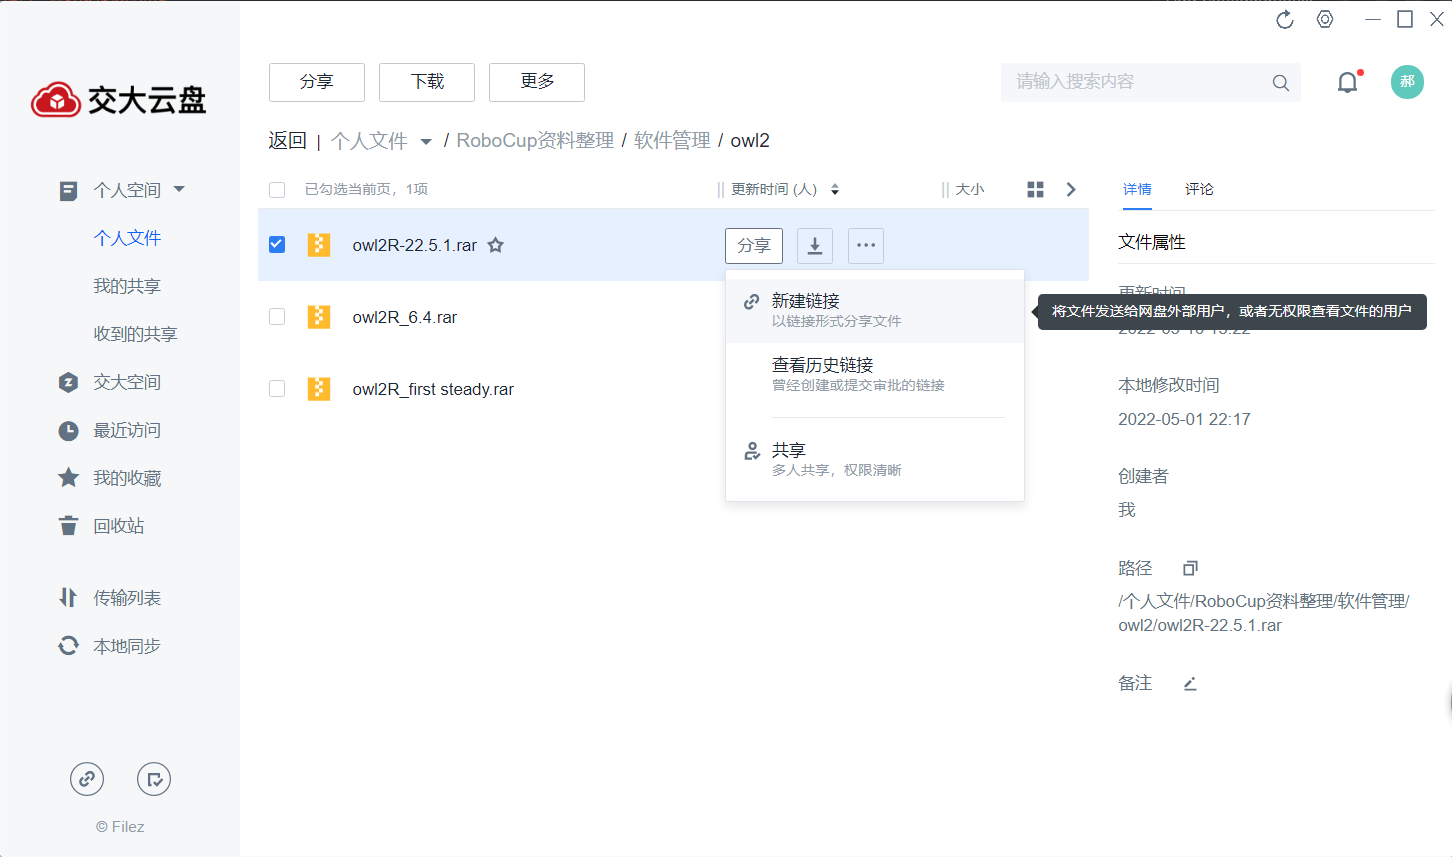 交大云盘
个人空间
个人文件
我的共享
收到的共享
交大空间
最近访问
我的收藏
回收站
传输列表
本地同步
© Filez
分享 下载 更多
请输入搜索内容
郝
返回 | 个人文件 / RoboCup资料整理 / 软件管理 / owl2
已勾选当前页，1项 更新时间 (人) 大小
owl2R-22.5.1.rar 分享
owl2R_6.4.rar
owl2R_first steady.rar
新建链接
以链接形式分享文件
查看历史链接
曾经创建或提交审批的链接
共享
多人共享，权限清晰
将文件发送给网盘外部用户，或者无权限查看文件的用户
详情 评论
文件属性
更新时间
本地修改时间
2022-05-01 22:17
创建者
我
路径
/个人文件/RoboCup资料整理/软件管理/
owl2/owl2R-22.5.1.rar
备注